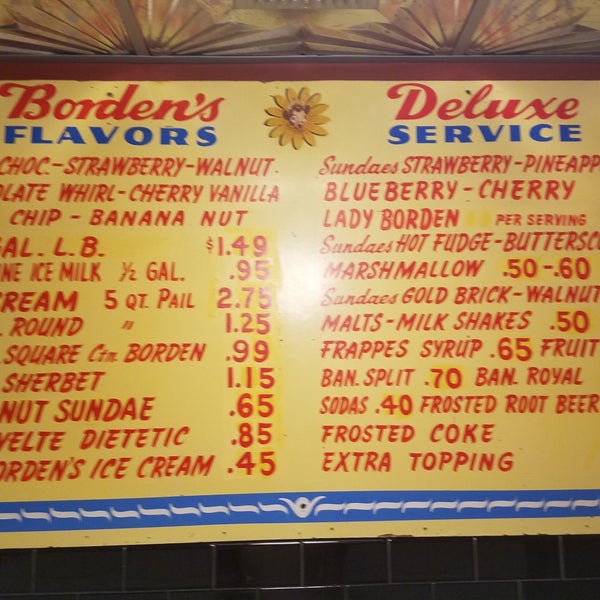 Borden's
FLAVORS
CHOC.-STRAWBERRY-WALNUT
OLATE WHIRL-CHERRY VANILLA
CHIP - BANANA NUT
GAL. L.B. $1.49
NE ICE MILK ½ GAL. .95
CREAM 5 QT. PAIL 2.75
ROUND " 1.25
SQUARE Ctn BORDEN .99
SHERBET 1.15
NUT SUNDAE .65
VELTE DIETETIC .85
ORDEN'S ICE CREAM .45
Deluxe
SERVICE
Sundaes STRAWBERRY-PINEAPP
BLUEBERRY - CHERRY
LADY BORDEN PER SERVING
Sundaes HOT FUDGE-BUTTERSCO
MARSHMALLOW .50-.60
Sundaes GOLD BRICK-WALNUT
MALTS-MILK SHAKES .50
FRAPPES SYRUP .65 FRUIT
BAN. SPLIT .70 BAN. ROYAL
SODAS .40 FROSTED ROOT BEER
FROSTED COKE
EXTRA TOPPING